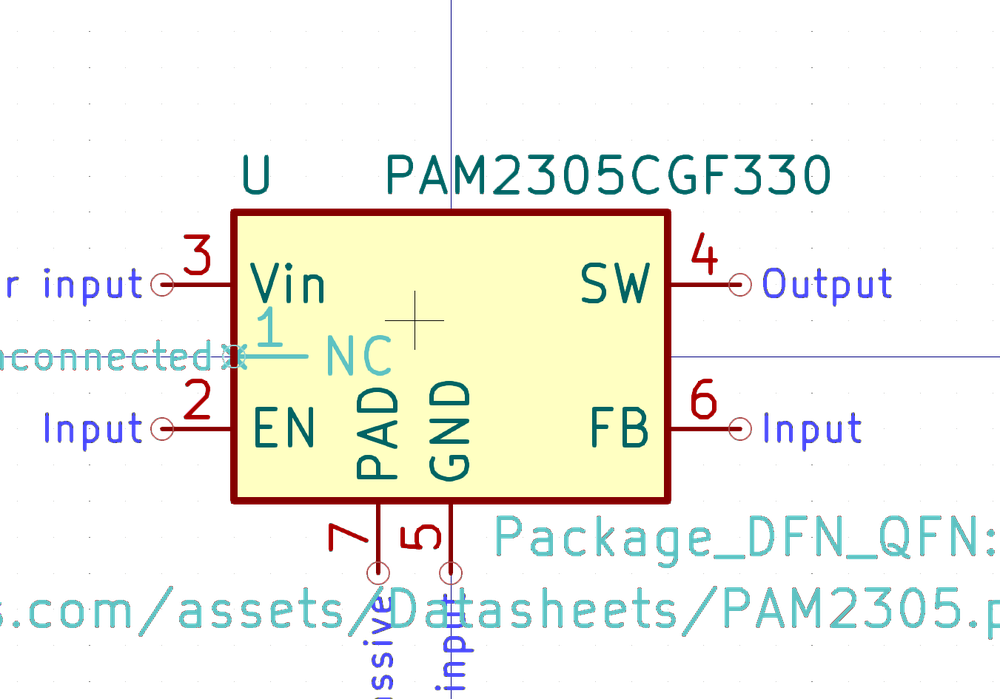 U PAM2305CGF330
3 4
r input Vin SW Output
1
nconnected NC
2 6
Input EN PAD GND FB Input
7 5
Package_DFN_QFN:
s.com/assets/Datasheets/PAM2305.p
ssive input